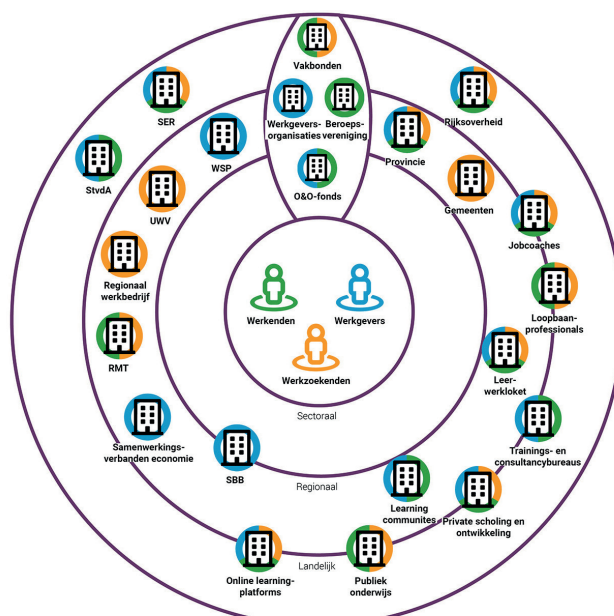 Vakbonden
SER
Rijksoverheid
Werkgevers-
organisaties
Beroeps-
vereniging
WSP
Provincie
StvdA
O&O-fonds
UWV
Gemeenten
Jobcoaches
Regionaal
werkbedrijf
Werkenden
Werkgevers
Loopbaan-
professionals
RMT
Werkzoekenden
Leer-
werkloket
Sectoraal
Samenwerkings-
verbanden economie
Trainings- en
consultancybureaus
SBB
Regionaal
Learning
communites
Private scholing en
ontwikkeling
Landelijk
Online learning-
platforms
Publiek
onderwijs